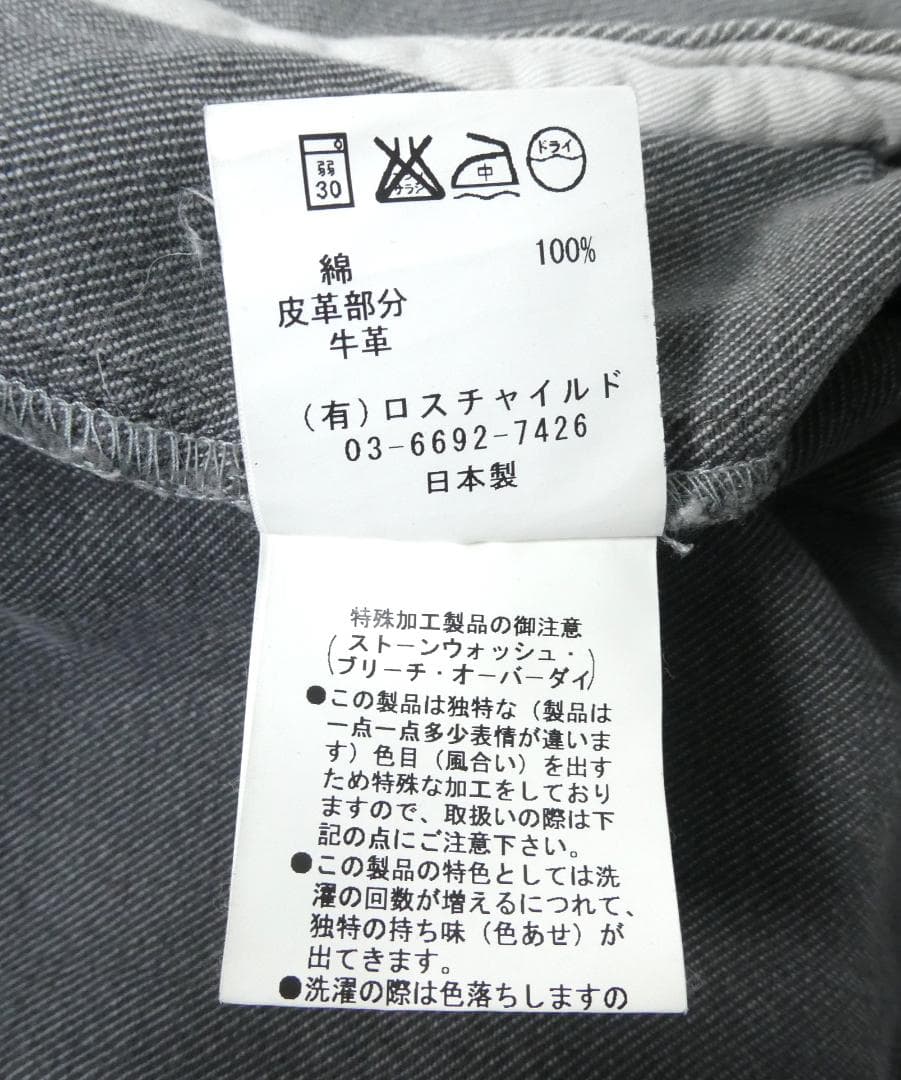 弱
30
サラシ
中
ドライ
綿 100%
皮革部分
牛革
(有)ロスチャイルド
03-6692-7426
日本製
特殊加工製品の御注意
(ストーンウォッシュ・
ブリーチ・オーバーダイ)
●この製品は独特な(製品は
一点一点多少表情が違いま
す)色目(風合い)を出す
ため特殊な加工をしており
ますので、取扱いの際は下
記の点にご注意下さい。
●この製品の特色としては洗
濯の回数が増えるにつれて、
独特の持ち味(色あせ)が
出てきます。
●洗濯の際は色落ちしますの